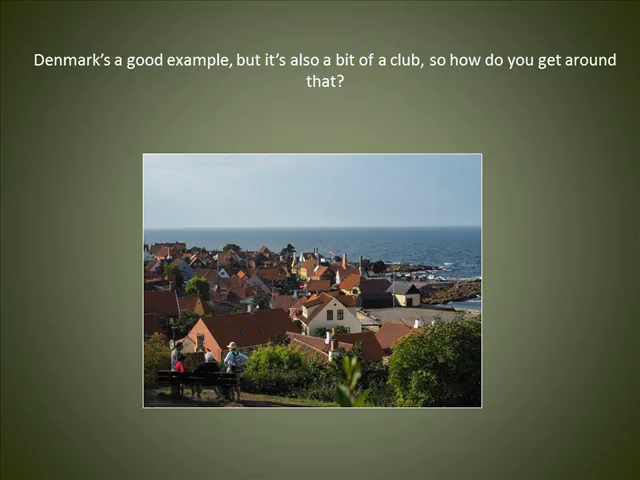 Denmark’s a good example, but it’s also a bit of a club, so how do you get around
that?